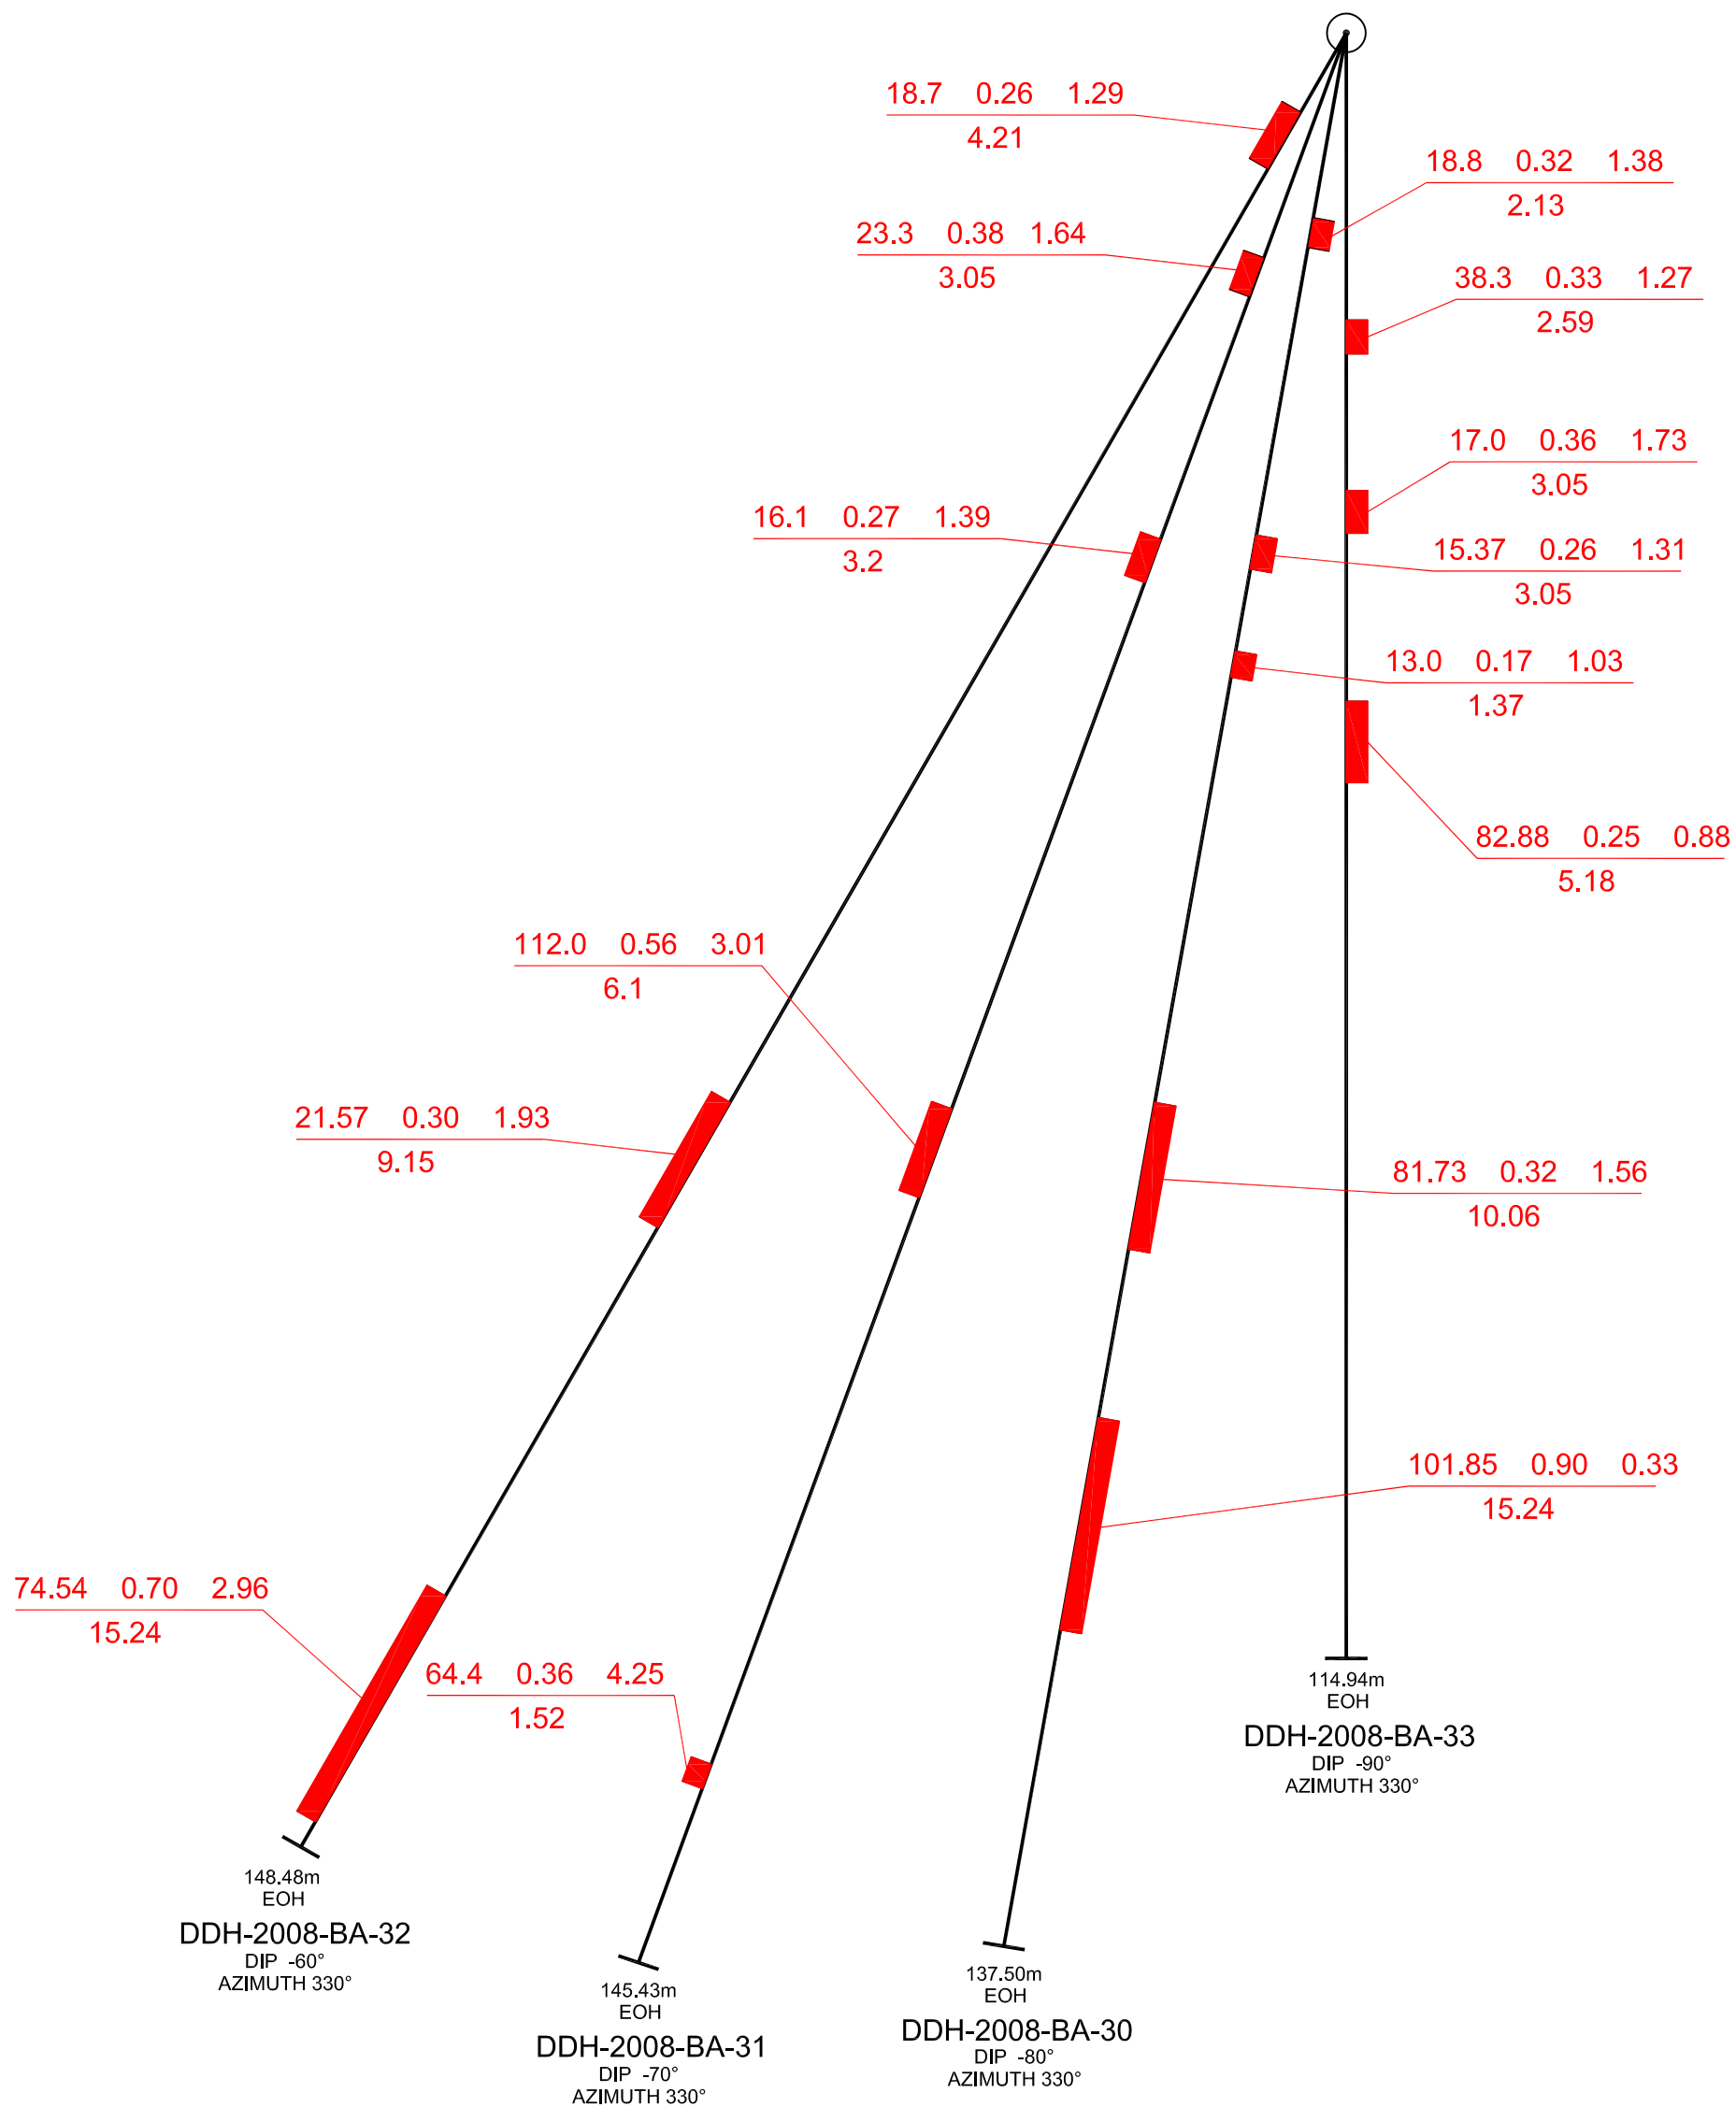 18.7 0.26 1.29
4.21
18.8 0.32 1.38
2.13
23.3 0.38 1.64
3.05
38.3 0.33 1.27
2.59
17.0 0.36 1.73
3.05
16.1 0.27 1.39
3.2
15.37 0.26 1.31
3.05
13.0 0.17 1.03
1.37
82.88 0.25 0.88
5.18
112.0 0.56 3.01
6.1
21.57 0.30 1.93
9.15
81.73 0.32 1.56
10.06
101.85 0.90 0.33
15.24
74.54 0.70 2.96
15.24
64.4 0.36 4.25
1.52
114.94m
EOH
DDH-2008-BA-33
DIP -90°
AZIMUTH 330°
148.48m
EOH
DDH-2008-BA-32
DIP -60°
AZIMUTH 330°
145.43m
EOH
DDH-2008-BA-31
DIP -70°
AZIMUTH 330°
137.50m
EOH
DDH-2008-BA-30
DIP -80°
AZIMUTH 330°